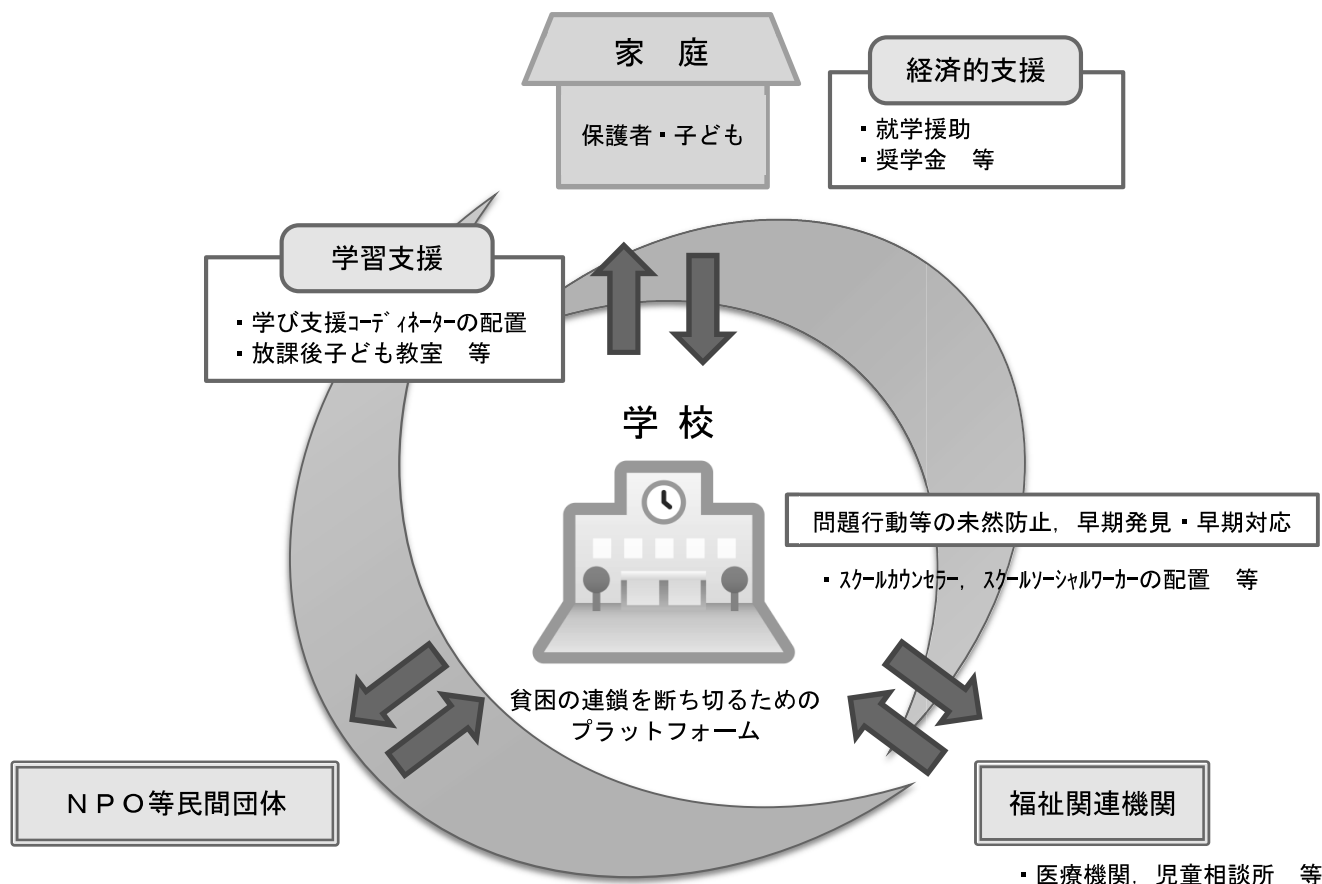 家　庭
保護者・子ども
経済的支援
・就学援助
・奨学金　等
学習支援
・学び支援ｺｰﾃﾞｨﾈｰﾀｰの配置
・放課後子ども教室　等
学 校
問題行動等の未然防止，早期発見・早期対応
・ｽｸｰﾙｶｳﾝｾﾗｰ，ｽｸｰﾙｿｰｼｬﾙﾜｰｶｰの配置　等
貧困の連鎖を断ち切るための
プラットフォーム
ＮＰＯ等民間団体
福祉関連機関
・医療機関，児童相談所　等